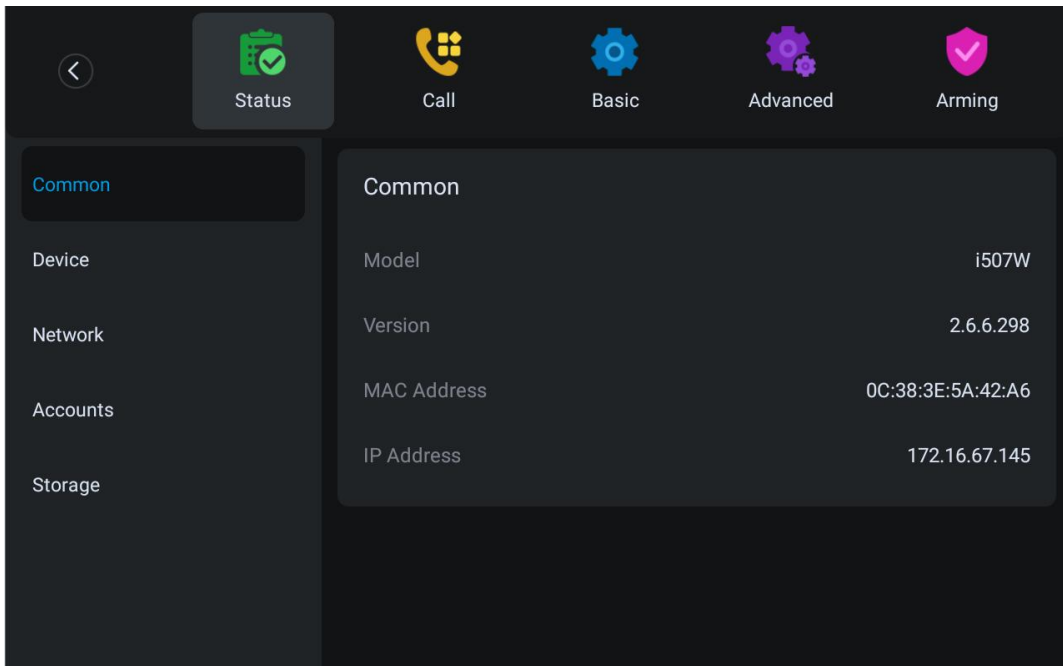 Status
Call
Basic
Advanced
Arming
Common
Device
Network
Accounts
Storage
Common
Model i507W
Version 2.6.6.298
MAC Address 0C:38:3E:5A:42:A6
IP Address 172.16.67.145